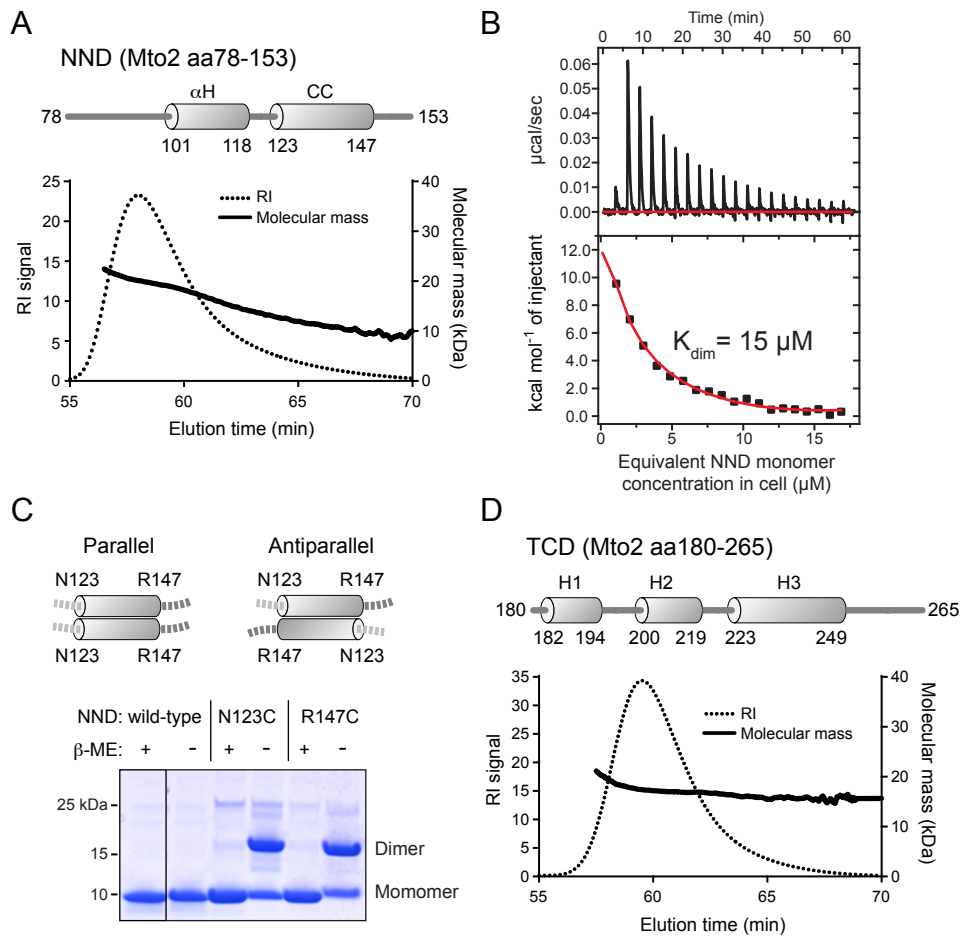 A
NND (Mto2 aa78-153)
αH CC
78 153
101 118 123 147
25 40
20 30
15 20
10 10
5
0 0
RI signal
RI
Molecular mass
Molecular mass (kDa)
55 60 65 70
Elution time (min)
B
Time (min)
0 10 20 30 40 50 60
0.06
0.05
0.04
0.03
0.02
0.01
0.00
µcal/sec
12.0
10.0
8.0
6.0
4.0
2.0
0.0
kcal mol-1 of injectant
Kdim= 15 µM
0 5 10 15
Equivalent NND monomer
concentration in cell (µM)
C
Parallel Antiparallel
N123 R147 N123 R147
N123 R147 R147 N123
NND: wild-type N123C R147C
β-ME: + - + - + -
25 kDa
15
10
Dimer
Momomer
D
TCD (Mto2 aa180-265)
H1 H2 H3
180 265
182 194 200 219 223 249
35 40
30
25 30
20
15 20
10 10
5
0 0
RI signal
RI
Molecular mass
Molecular mass (kDa)
55 60 65 70
Elution time (min)